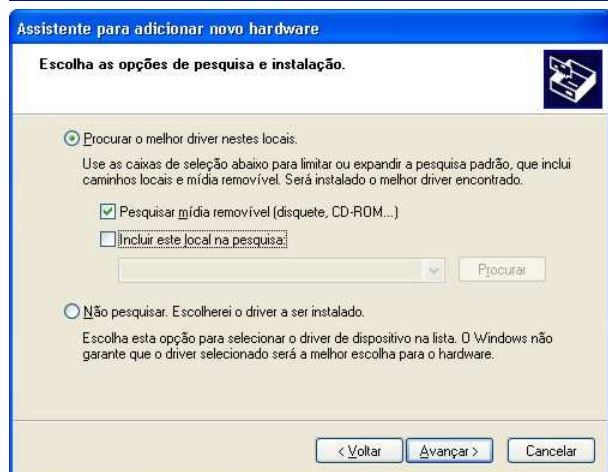 Assistente para adicionar novo hardware
Escolha as opções de pesquisa e instalação.
Procurar o melhor driver nestes locais.
Use as caixas de seleção abaixo para limitar ou expandir a pesquisa padrão, que inclui
caminhos locais e mídia removível. Será instalado o melhor driver encontrado.
Pesquisar mídia removível (disquete, CD-ROM...)
Incluir este local na pesquisa:
Procurar
Não pesquisar. Escolherei o driver a ser instalado.
Escolha esta opção para selecionar o driver de dispositivo na lista. O Windows não
garante que o driver selecionado será a melhor escolha para o hardware.
< Voltar
Avançar >
Cancelar